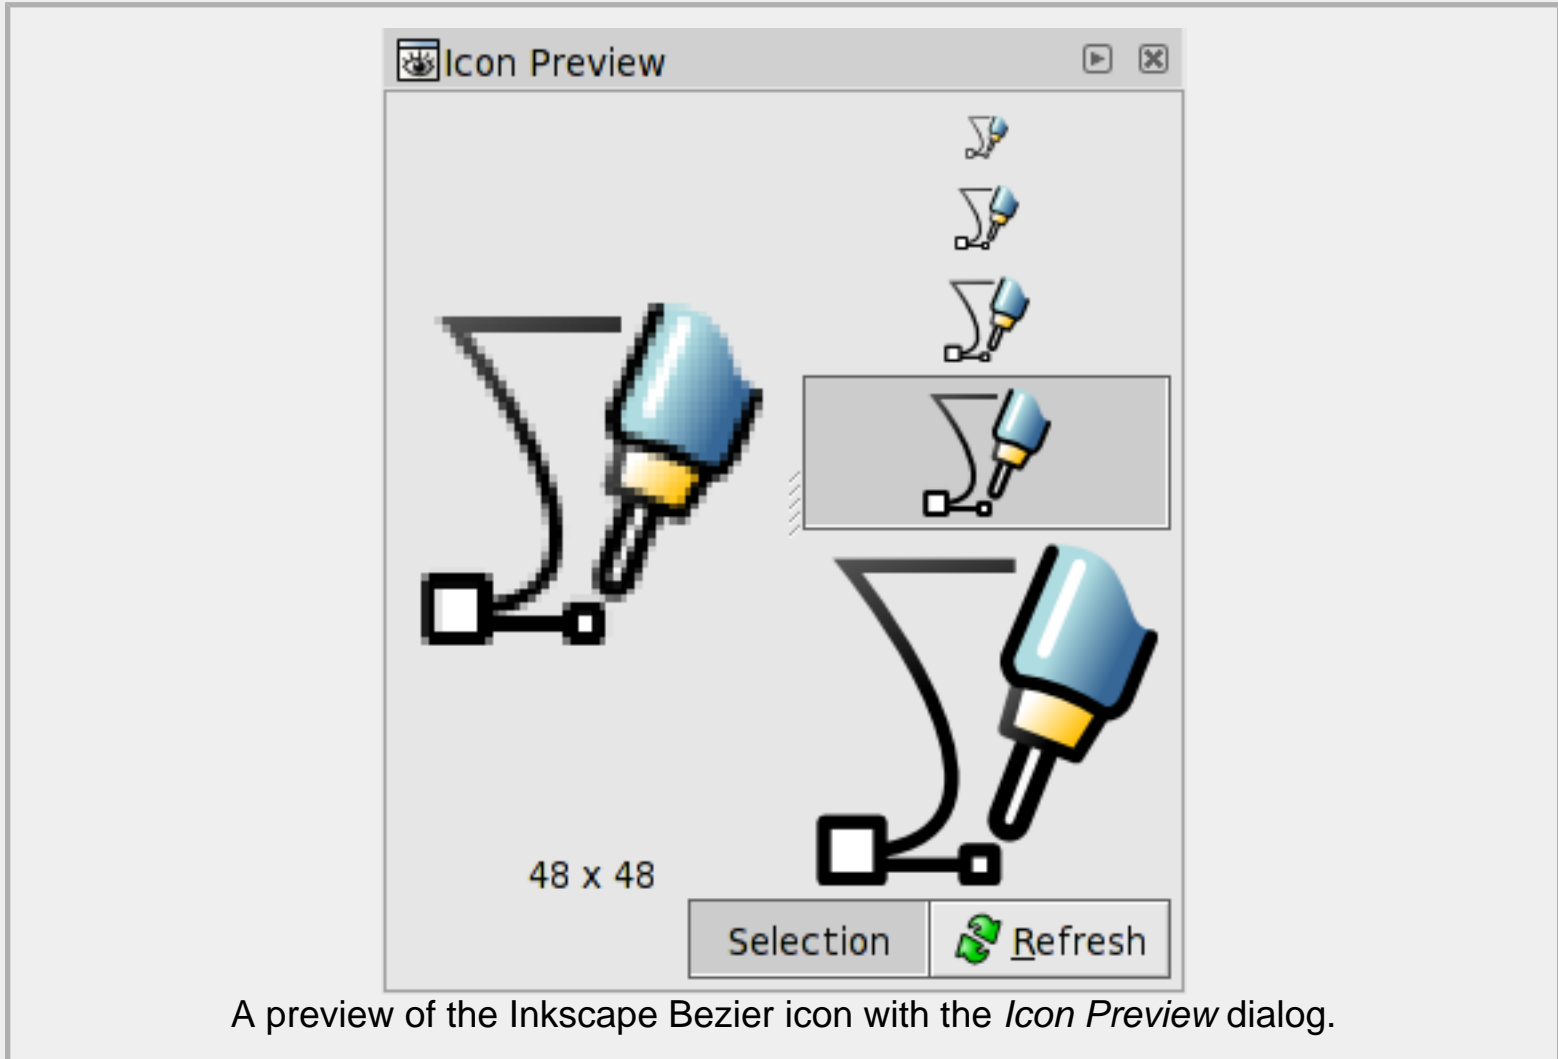 Icon Preview
48 x 48
Selection
Refresh
A preview of the Inkscape Bezier icon with the Icon Preview dialog.